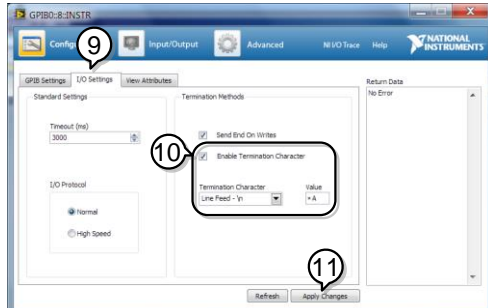 GPIB0::8::INSTR
Configu
Input/Output
Advanced
NI I/O Trace
Help
NATIONAL
INSTRUMENTS
9
GPIB Settings
I/O Settings
View Attributes
Return Data
No Error
Standard Settings
Termination Methods
Timeout (ms)
3000
Send End On Writes
10
Enable Termination Character
I/O Protocol
Termination Character
Value
Line Feed - \n
Normal
High Speed
11
Refresh
Apply Changes